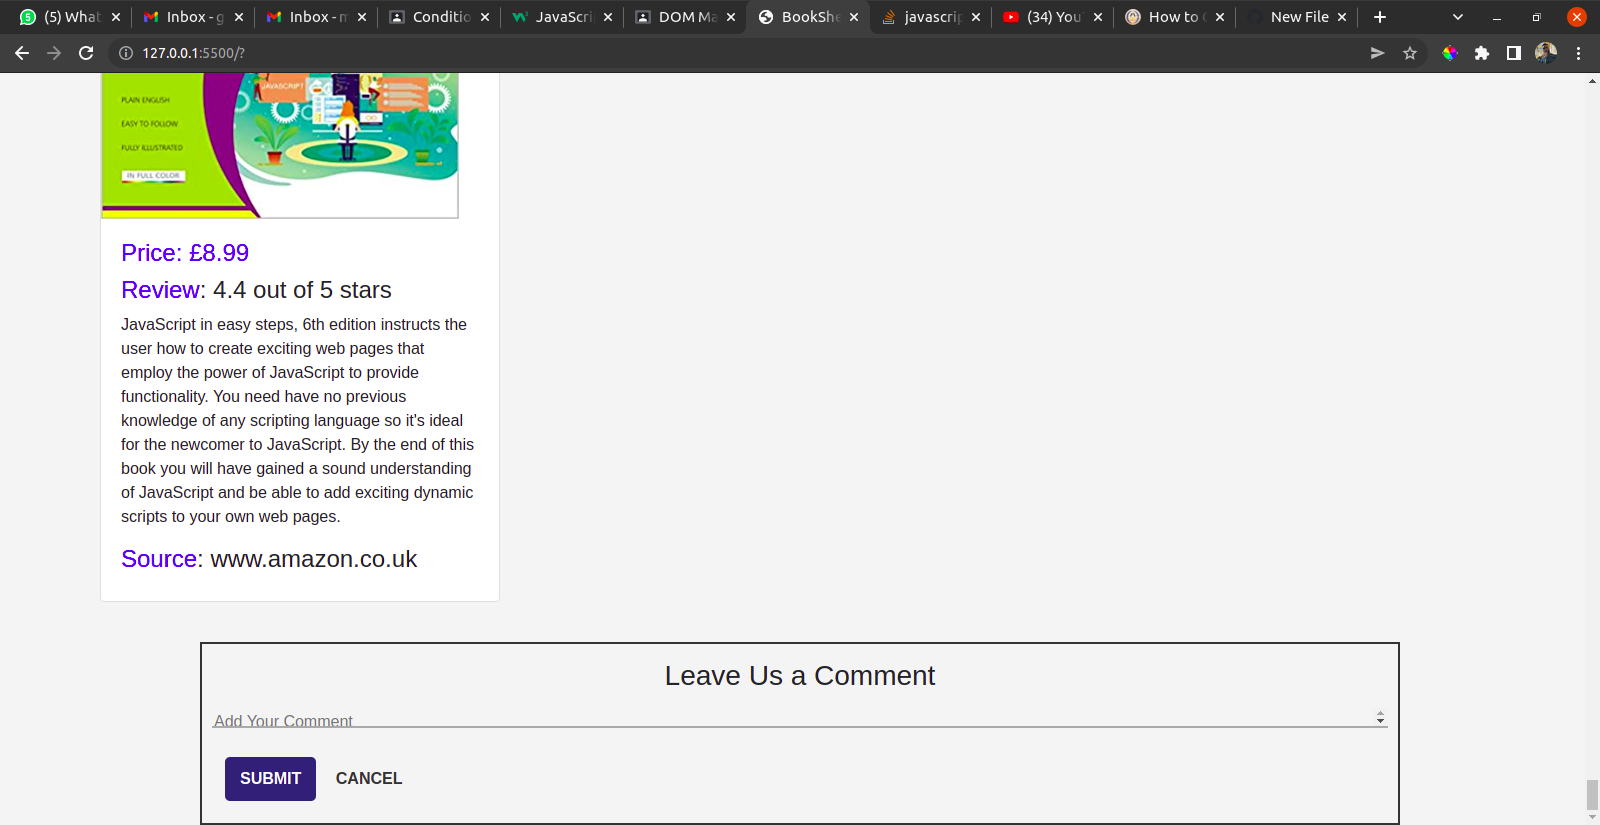 (5) What
Inbox - g
Inbox - m
Conditio
JavaScri
DOM Ma
BookShe
javascrip
(34) You
How to
New File
127.0.0.1:5500/?
JAVASCRIPT
PLAIN ENGLISH
EASY TO FOLLOW
FULLY ILLUSTRATED
IN FULL COLOR
Price: £8.99
Review: 4.4 out of 5 stars
JavaScript in easy steps, 6th edition instructs the
user how to create exciting web pages that
employ the power of JavaScript to provide
functionality. You need have no previous
knowledge of any scripting language so it's ideal
for the newcomer to JavaScript. By the end of this
book you will have gained a sound understanding
of JavaScript and be able to add exciting dynamic
scripts to your own web pages.
Source: www.amazon.co.uk
Leave Us a Comment
Add Your Comment
SUBMIT CANCEL